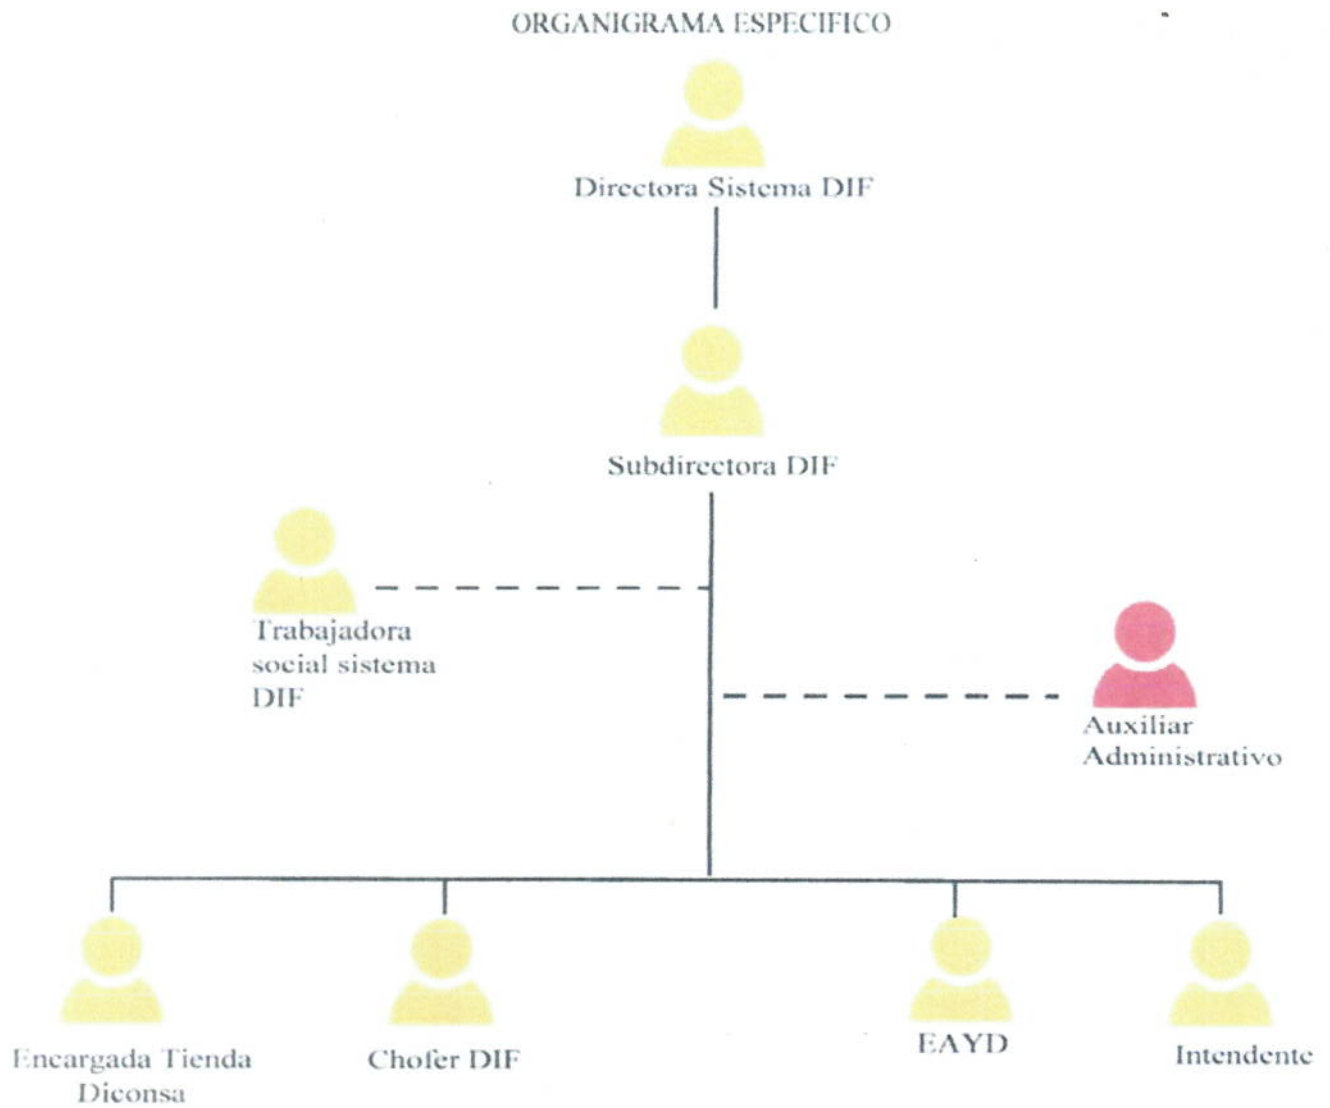 ORGANIGRAMA ESPECIFICO
Directora Sistema DIF
Subdirectora DIF
Trabajadora
social sistema
DIF
Auxiliar
Administrativo
Encargada Tienda
Diconsa
Chofer DIF
EAYD
Intendente